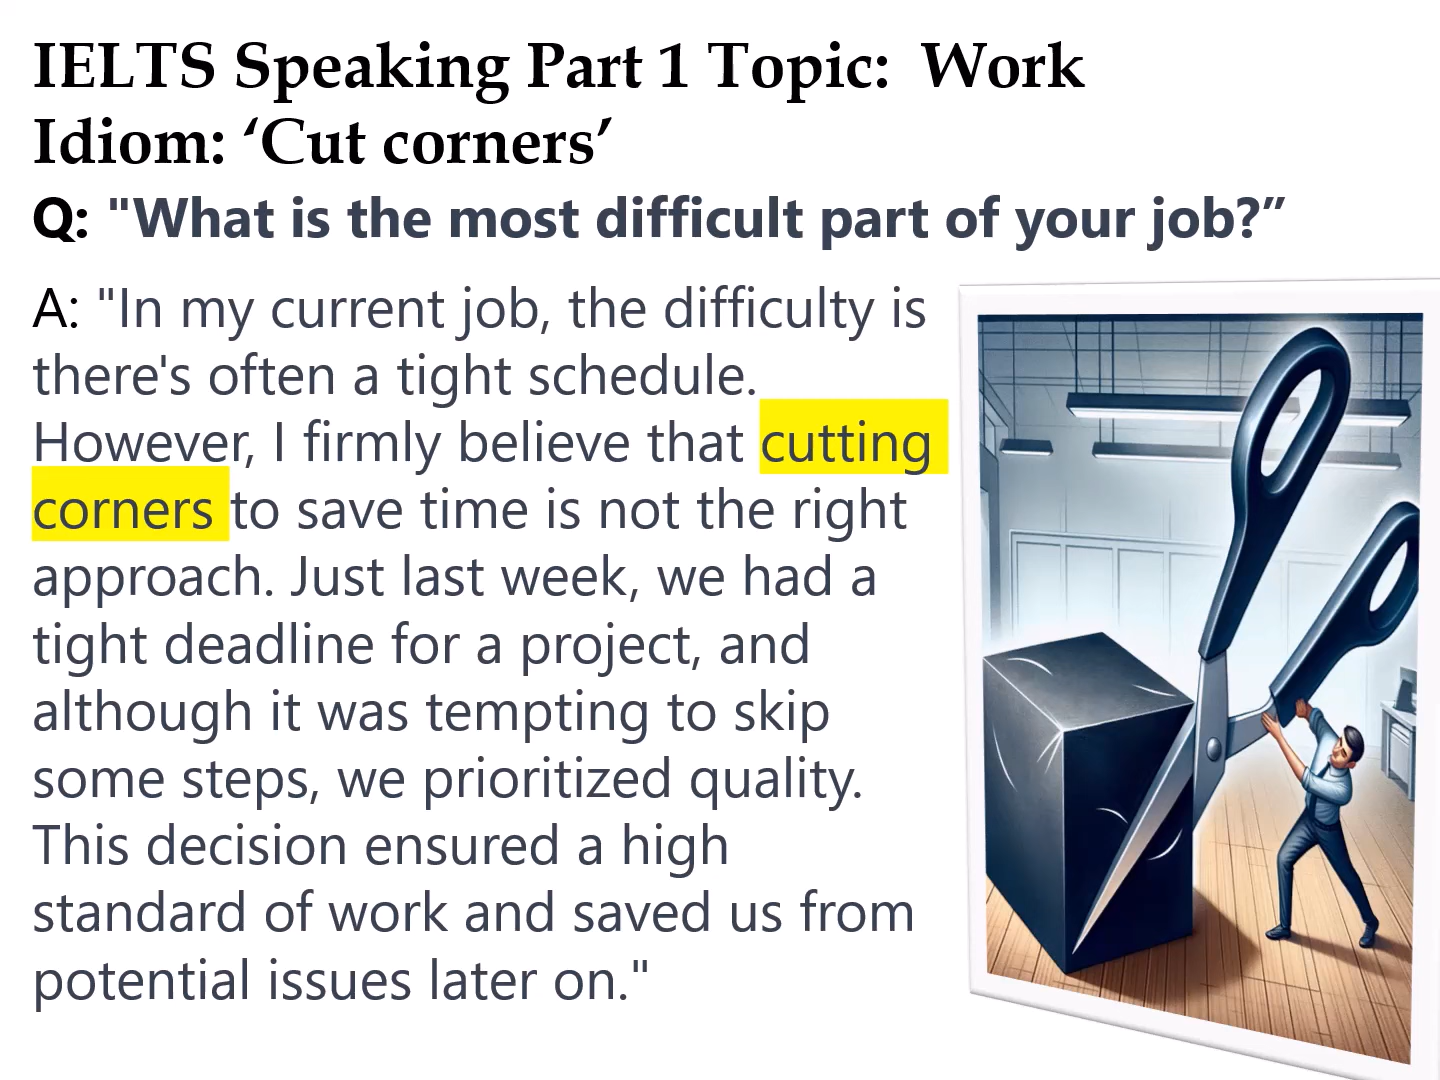 IELTS Speaking Part 1 Topic:  Work
Idiom: ‘Cut corners’
Q: "What is the most difficult part of your job?”
A: "In my current job, the difficulty is
there's often a tight schedule.
However, I firmly believe that cutting
corners to save time is not the right
approach. Just last week, we had a
tight deadline for a project, and
although it was tempting to skip
some steps, we prioritized quality.
This decision ensured a high
standard of work and saved us from
potential issues later on."